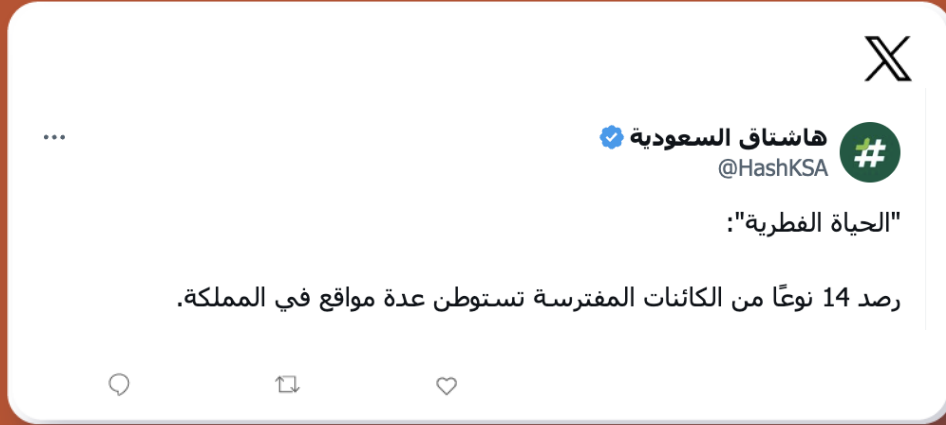 هاشتاق السعودية
@HashKSA
"الحياة الفطرية":
رصد 14 نوعًا من الكائنات المفترسة تستوطن عدة مواقع في المملكة.